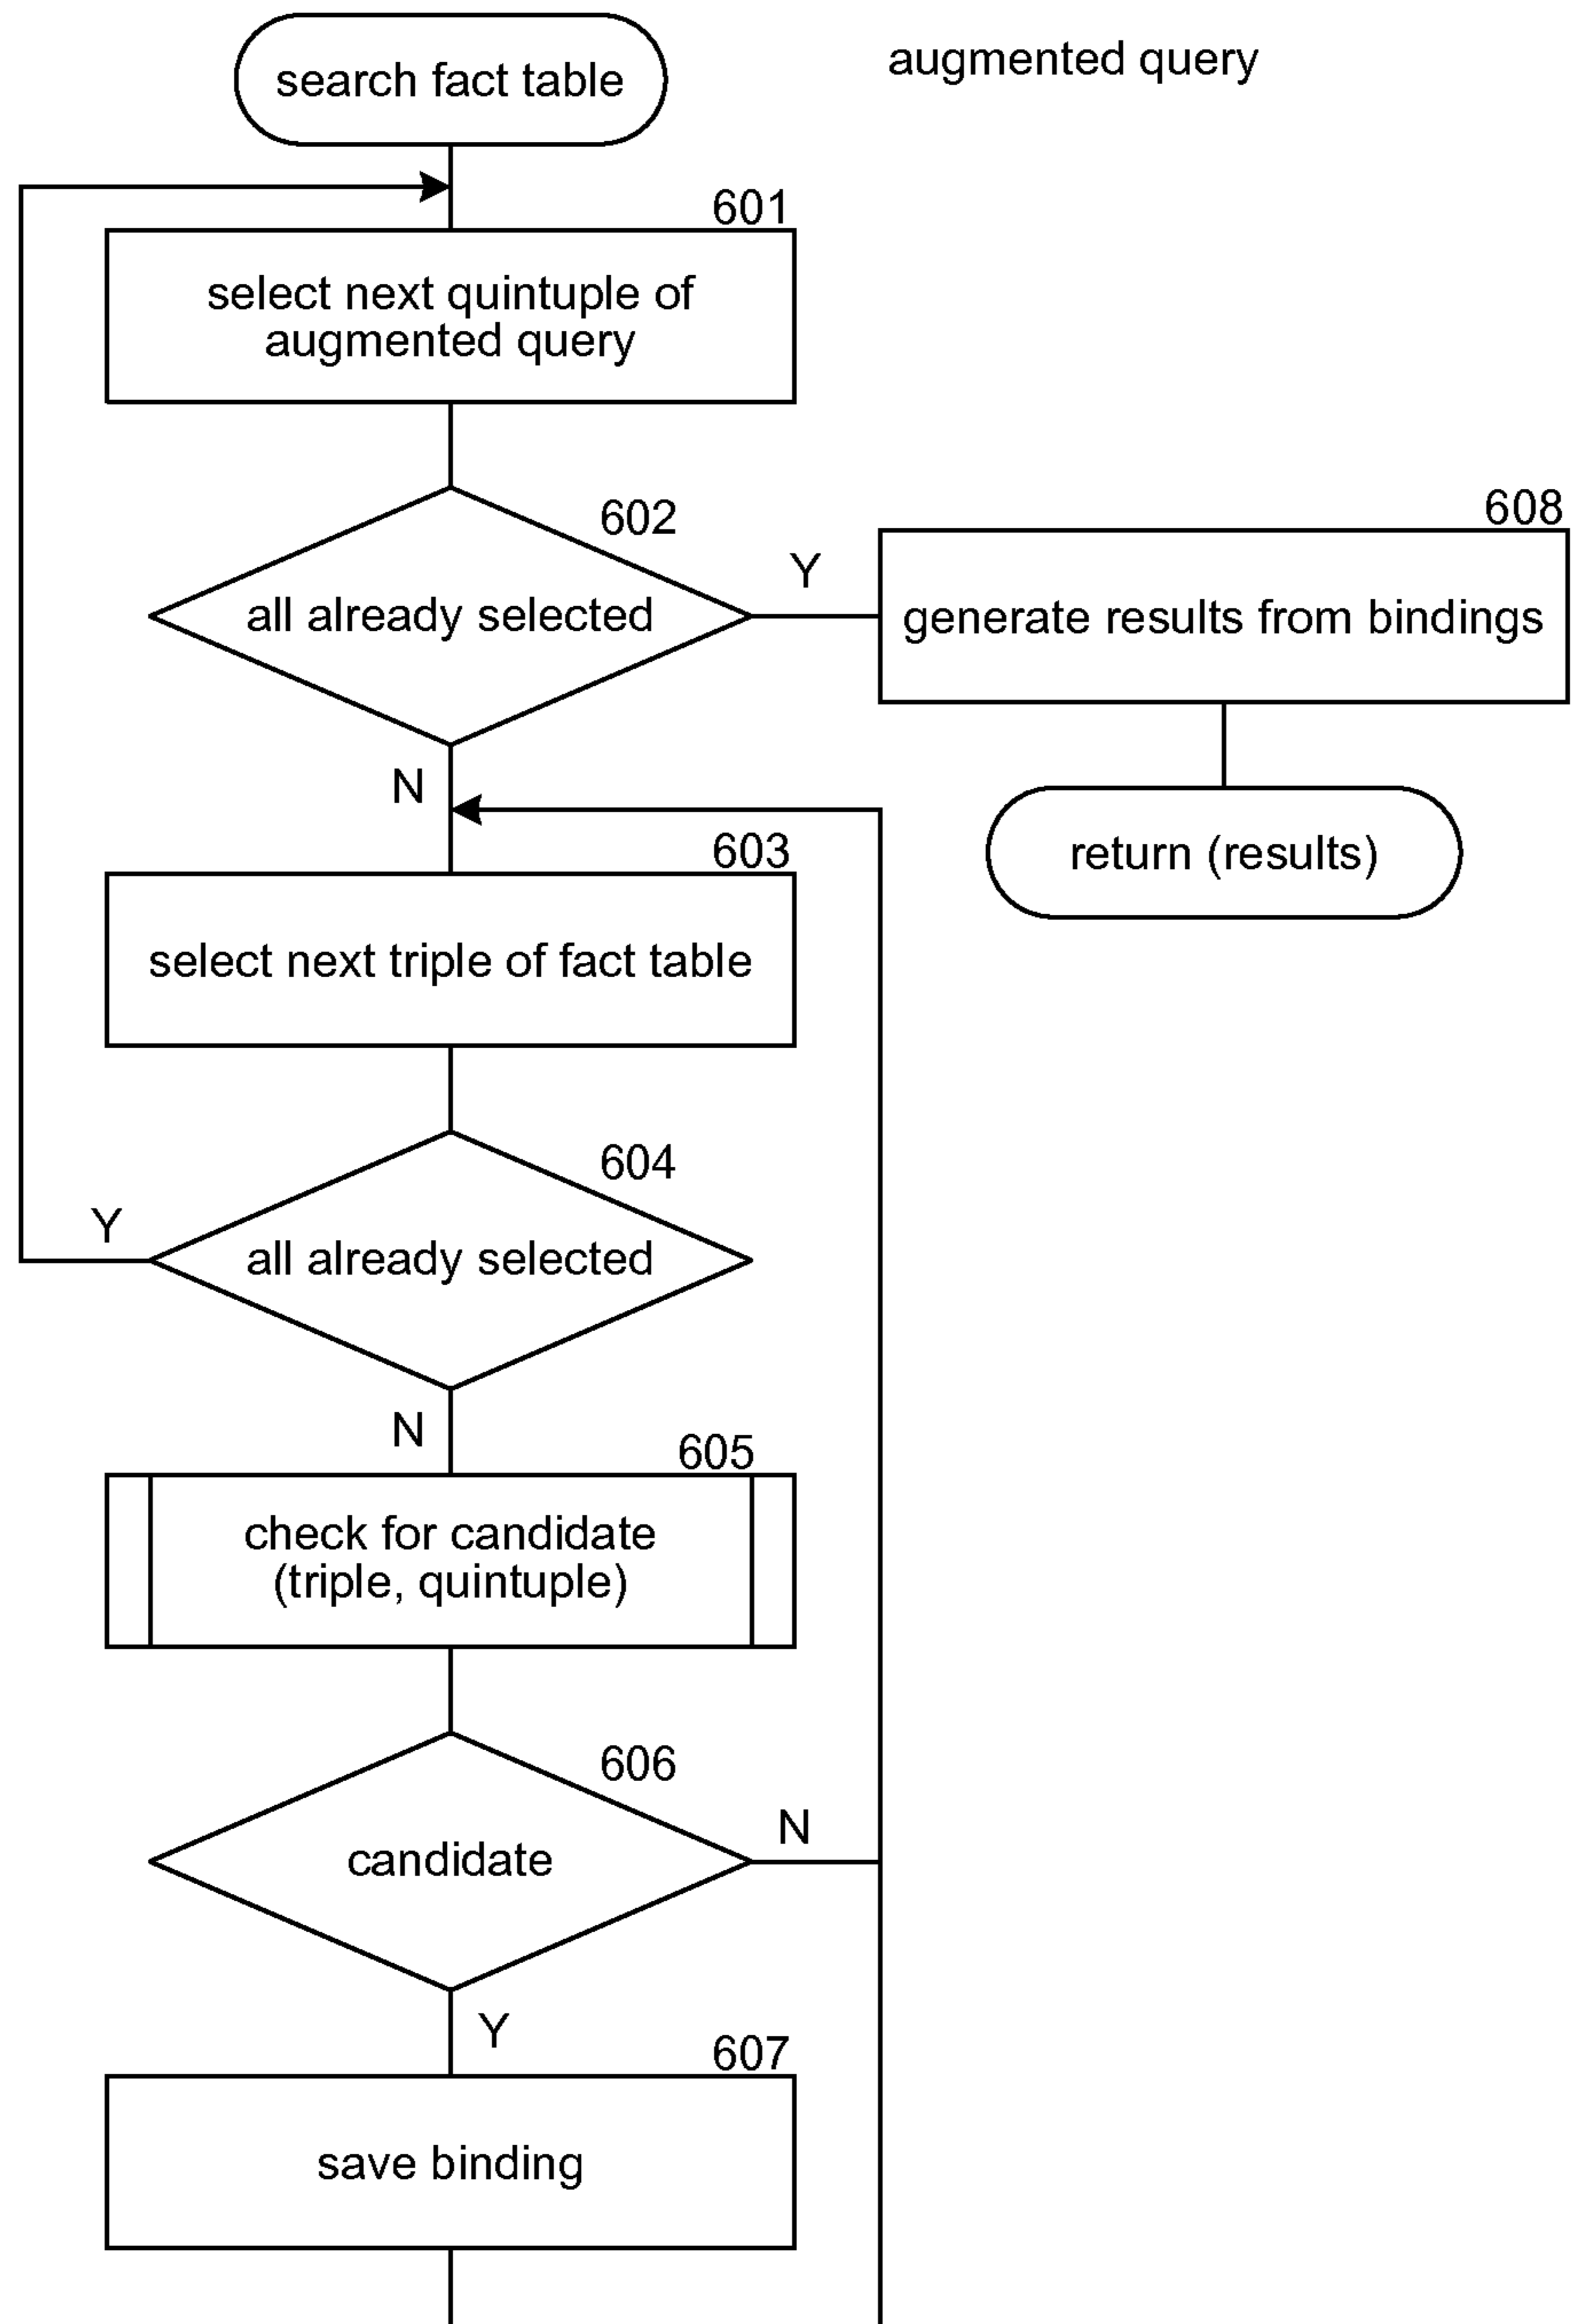 search fact table
augmented query
601
select next quintuple of
augmented query
602
all already selected
Y
608
generate results from bindings
N
return (results)
603
select next triple of fact table
604
all already selected
Y
N
605
check for candidate
(triple, quintuple)
606
candidate
N
Y
607
save binding